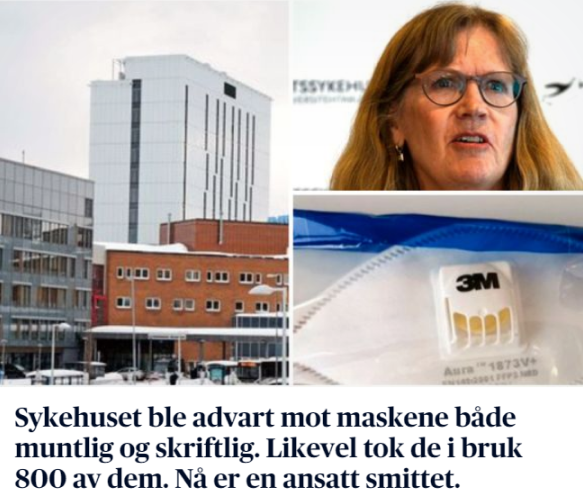 TSSYKEHU
3M
Aura™ 1873V+
Sykehuset ble advart mot maskene både
muntlig og skriftlig. Likevel tok de i bruk
800 av dem. Nå er en ansatt smittet.